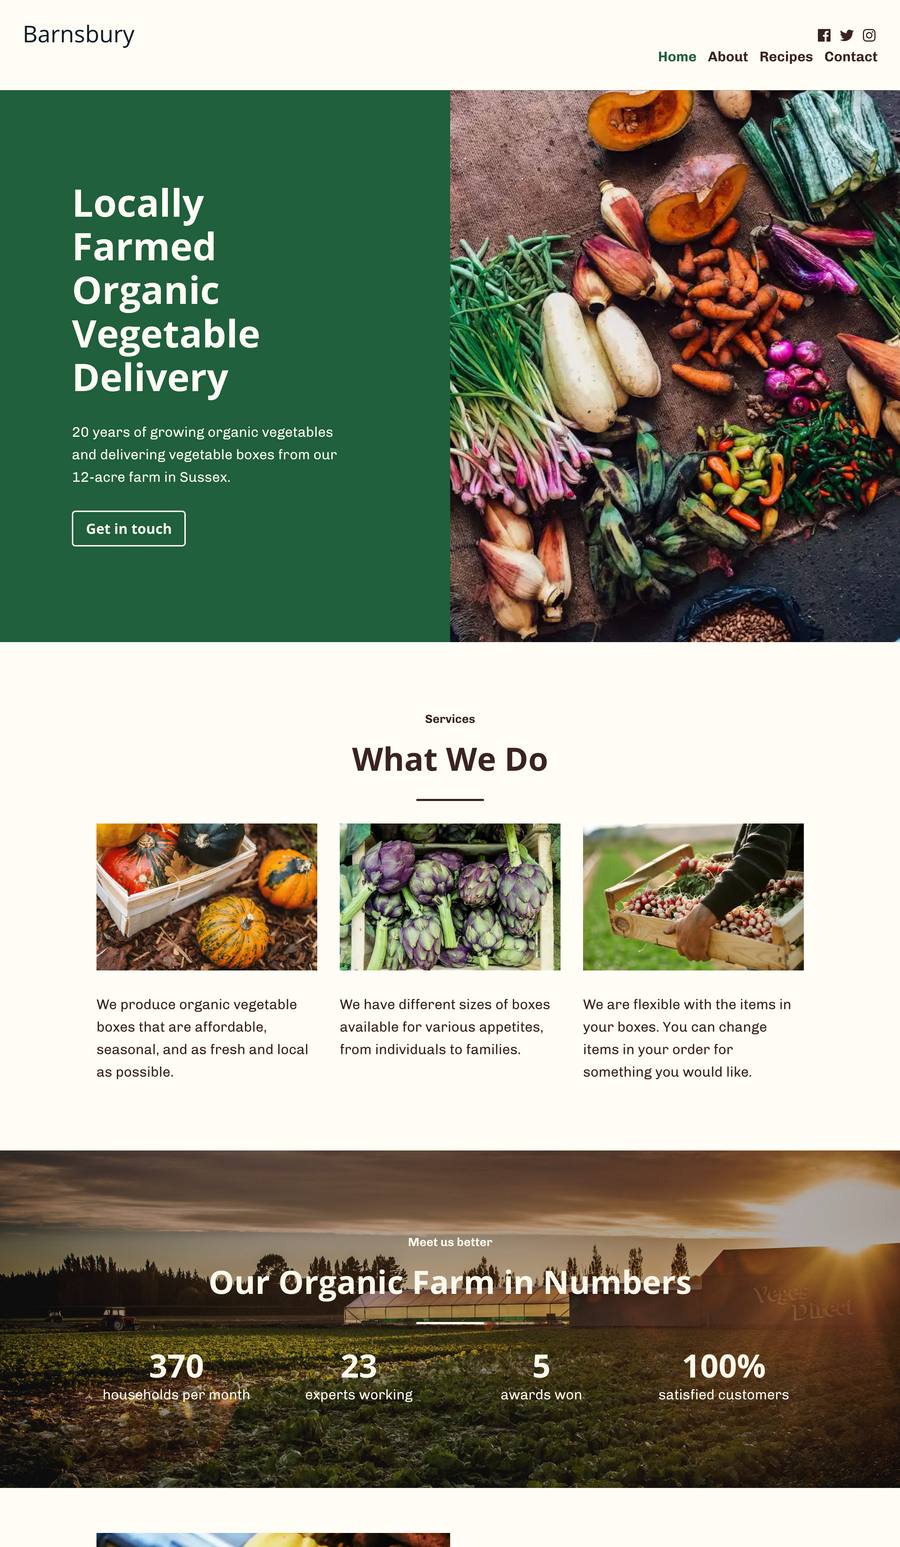 Barnsbury
Home About Recipes Contact
Locally
Farmed
Organic
Vegetable
Delivery
20 years of growing organic vegetables
and delivering vegetable boxes from our
12-acre farm in Sussex.
Get in touch
Services
What We Do
We produce organic vegetable
boxes that are affordable,
seasonal, and as fresh and local
as possible.
We have different sizes of boxes
available for various appetites,
from individuals to families.
We are flexible with the items in
your boxes. You can change
items in your order for
something you would like.
Meet us better
Our Organic Farm in Numbers
Veges
Direct
370
households per month
23
experts working
5
awards won
100%
satisfied customers